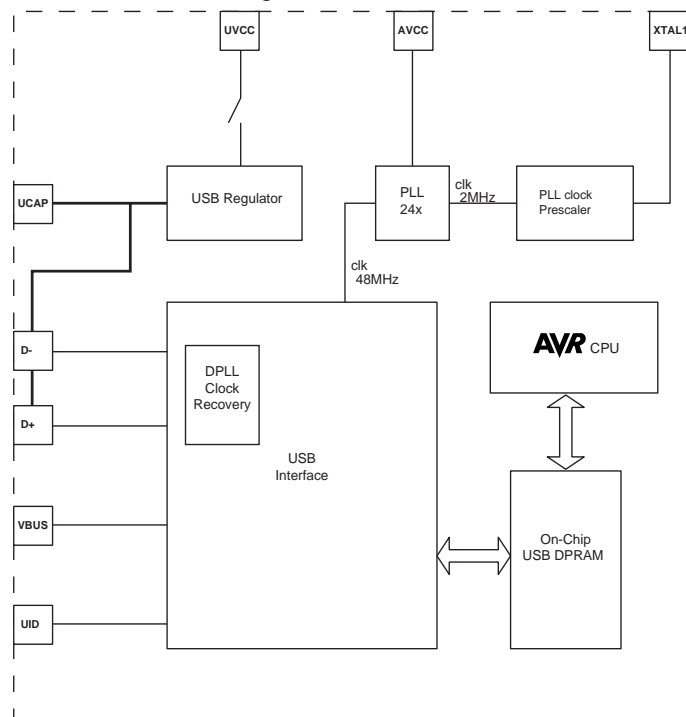 UVCC
AVCC
XTAL1
UCAP
USB Regulator
PLL
24x
clk
2MHz
PLL clock
Prescaler
clk
48MHz
D-
D+
DPLL
Clock
Recovery
AVR CPU
USB
Interface
VBUS
On-Chip
USB DPRAM
UID